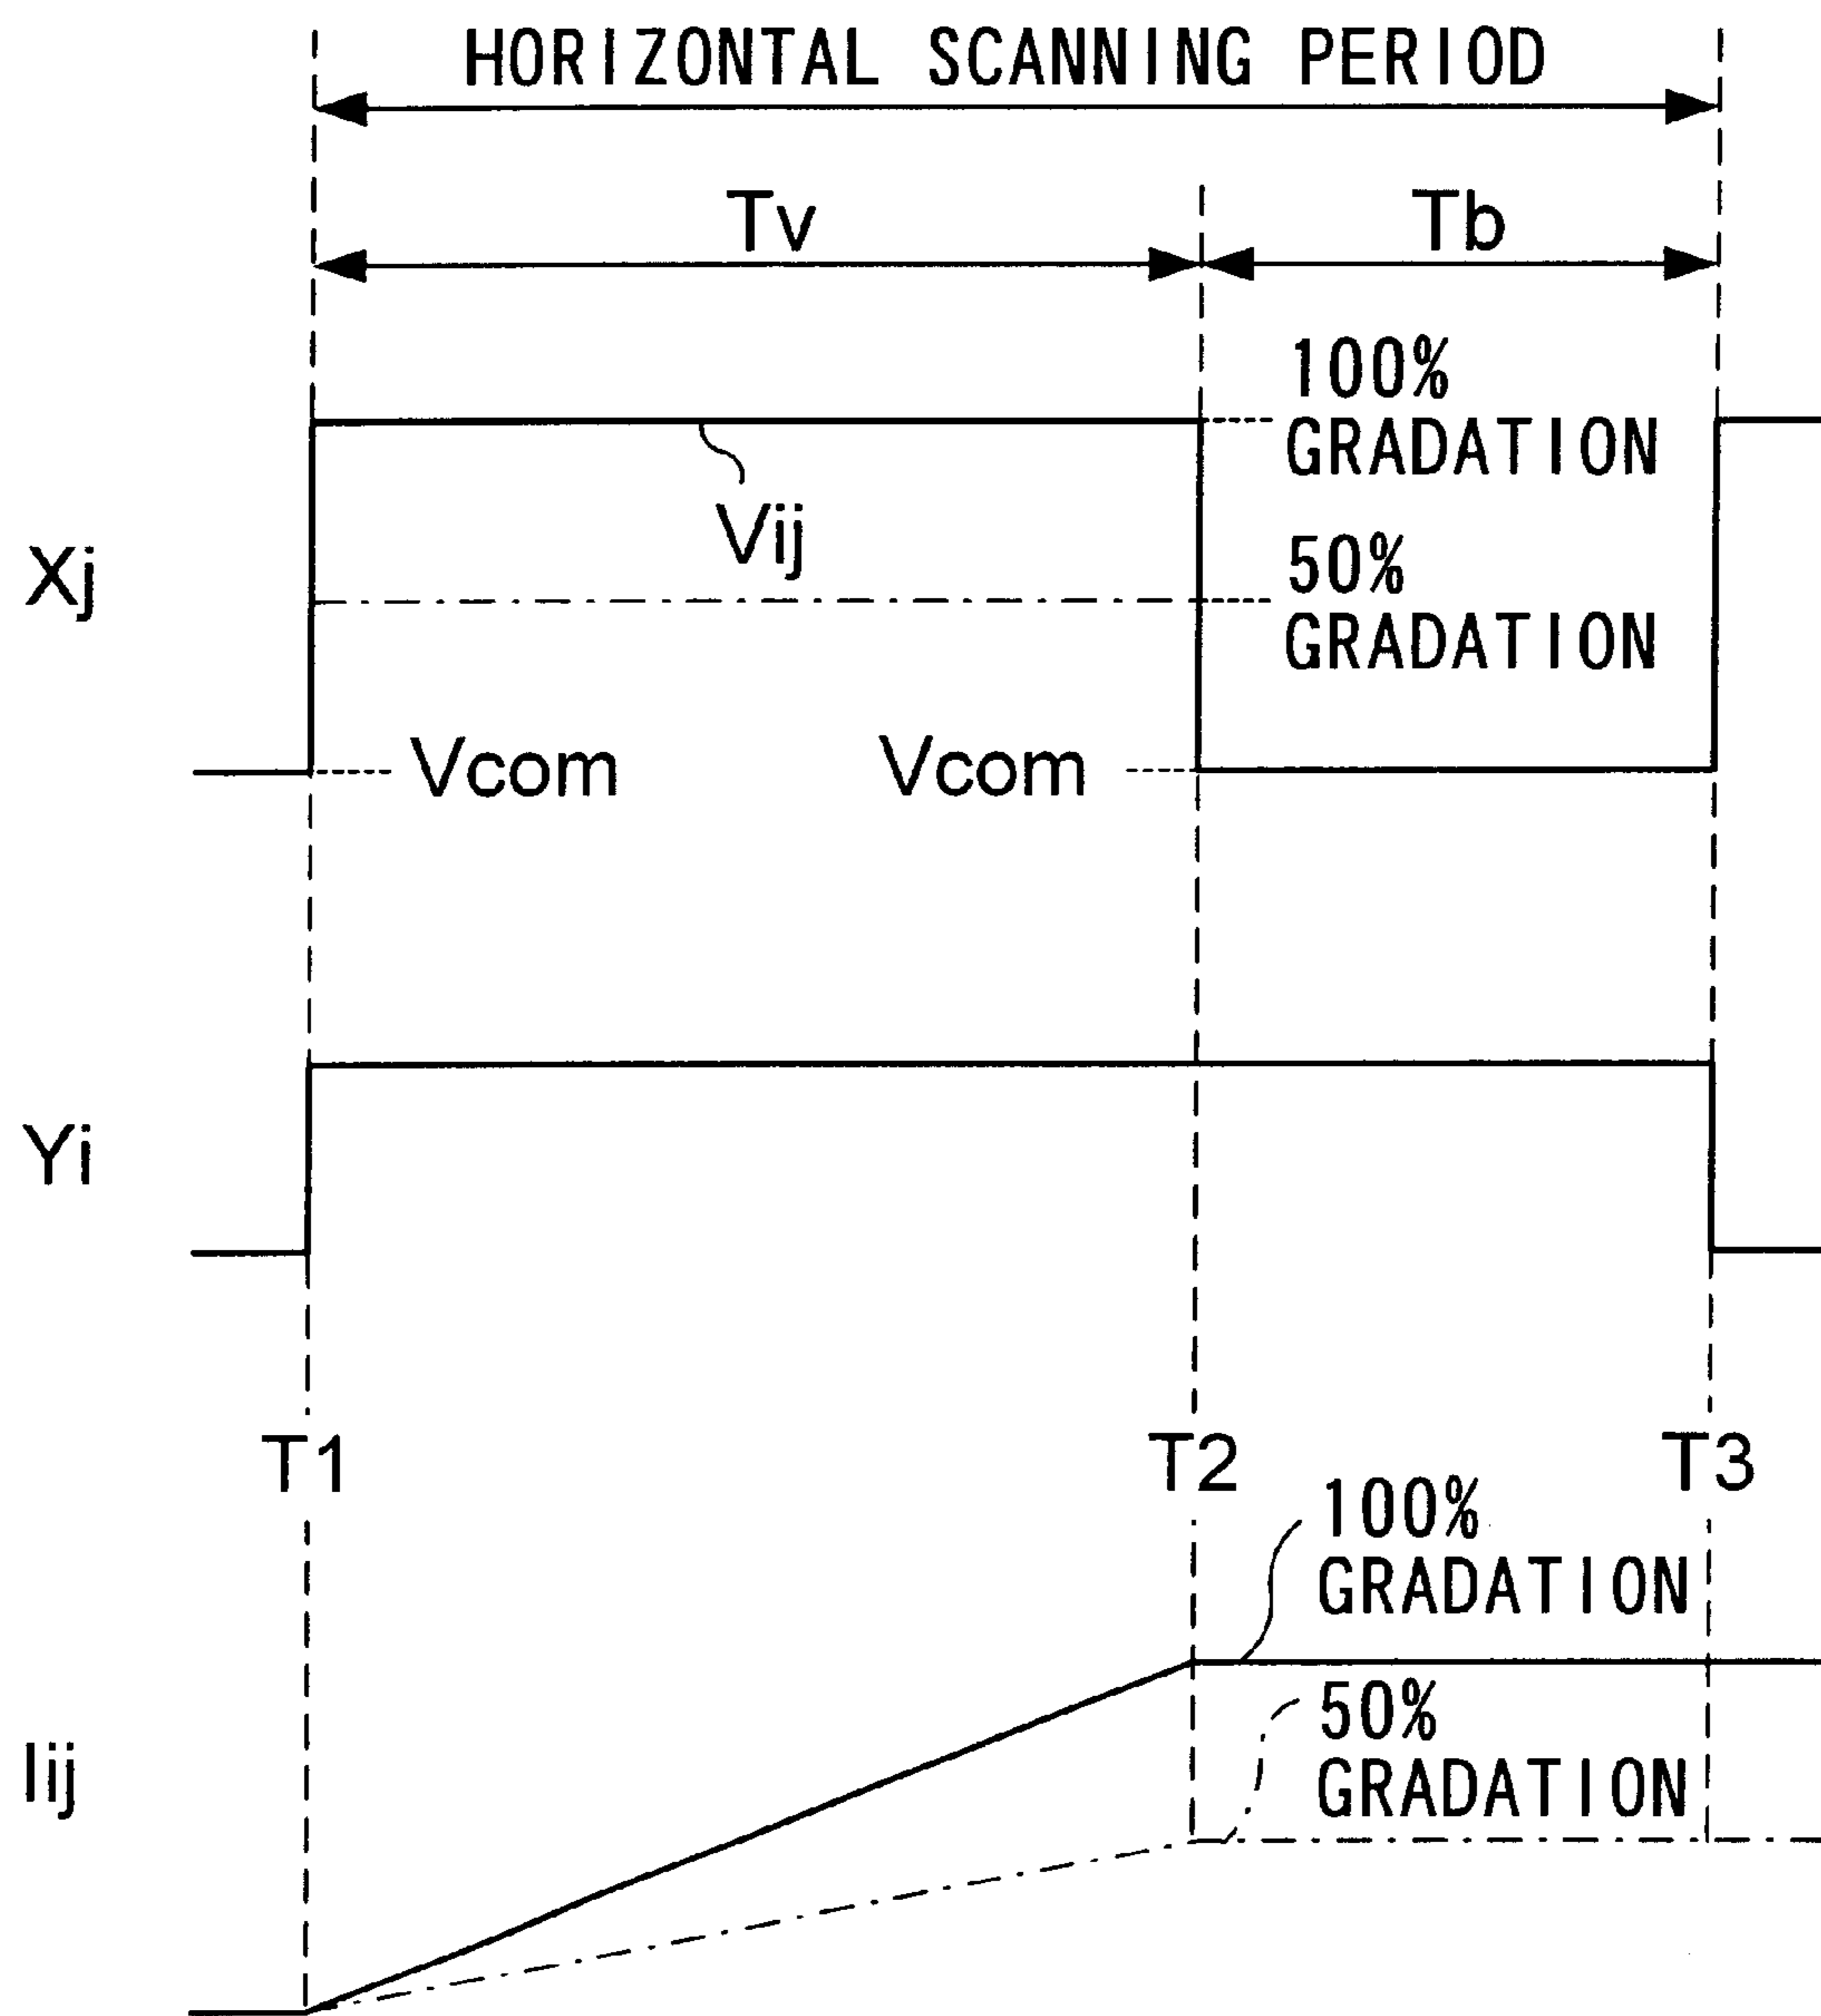 HORIZONTAL SCANNING PERIOD
Tv
Tb
100%
GRADATION
Vij
50%
GRADATION
Xj
Vcom
Vcom
Yi
T1
T2
T3
100%
GRADATION
50%
GRADATION
Iij